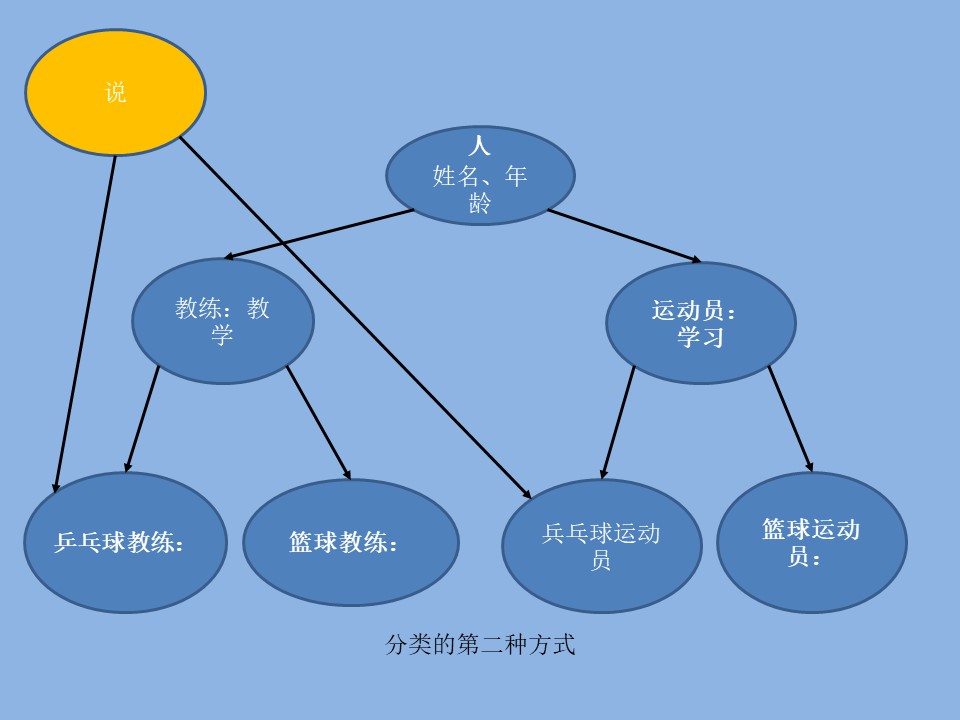 说
人
姓名、年
龄
教练：教
学
运动员：
学习
乒乓球教练：
篮球教练：
兵乓球运动
员
篮球运动
员：
分类的第二种方式